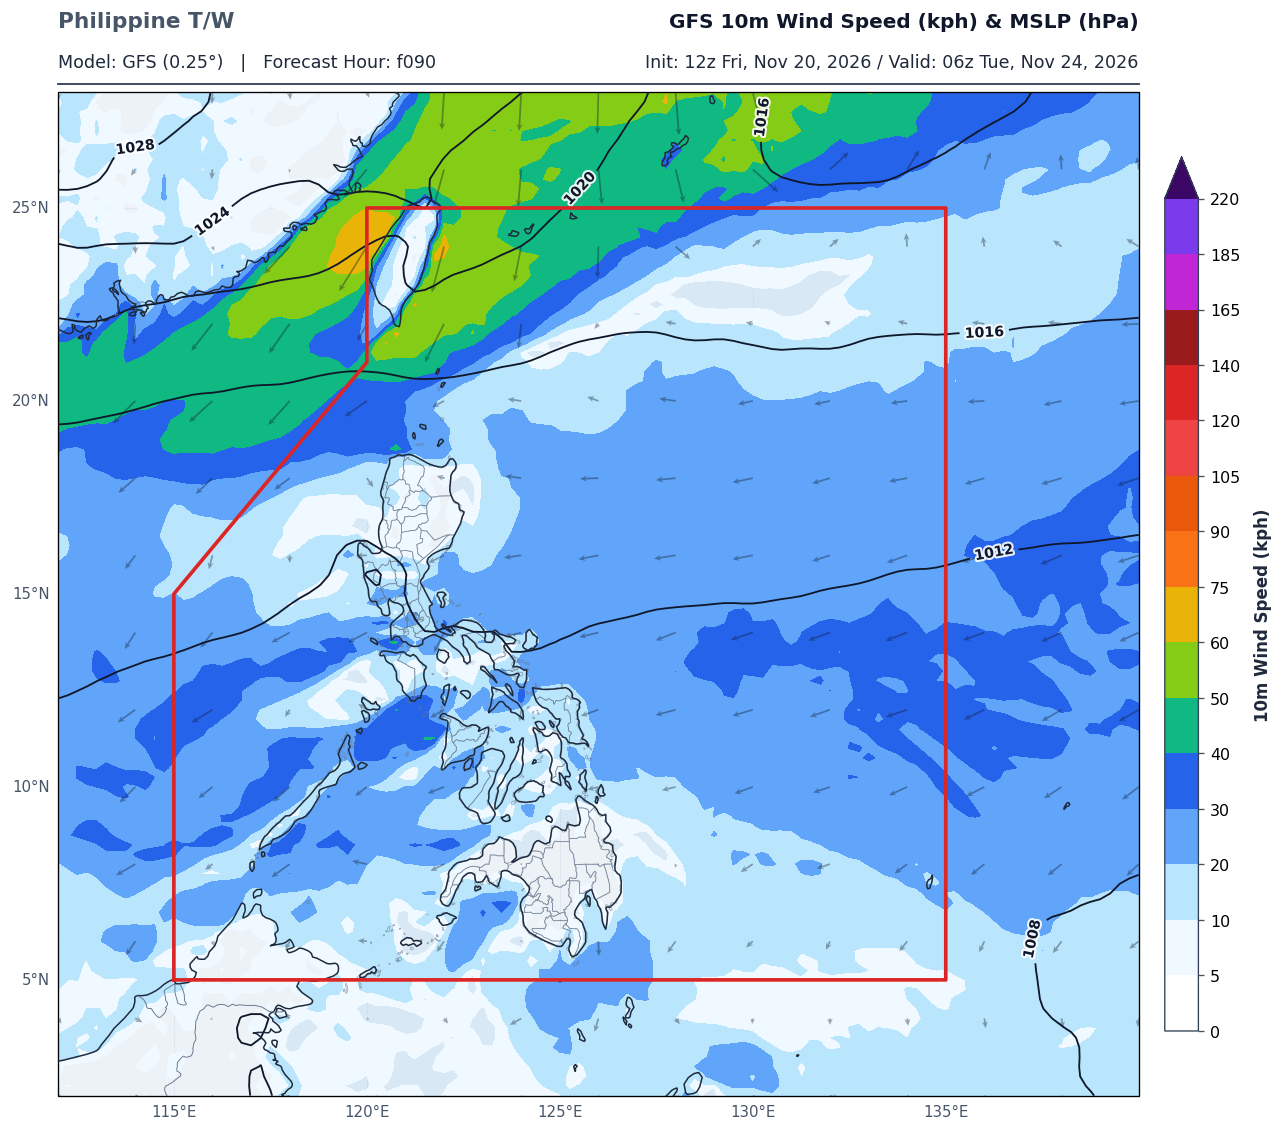 Philippine T/W
GFS 10m Wind Speed (kph) & MSLP (hPa)
Model: GFS (0.25°)   |   Forecast Hour: f090
Init: 12z Fri, Nov 20, 2026 / Valid: 06z Tue, Nov 24, 2026
1028
1024
1020
1016
1016
1012
1008
25°N
20°N
15°N
10°N
5°N
115°E
120°E
125°E
130°E
135°E
220
185
165
140
120
105
90
75
60
50
40
30
20
10
5
0
10m Wind Speed (kph)